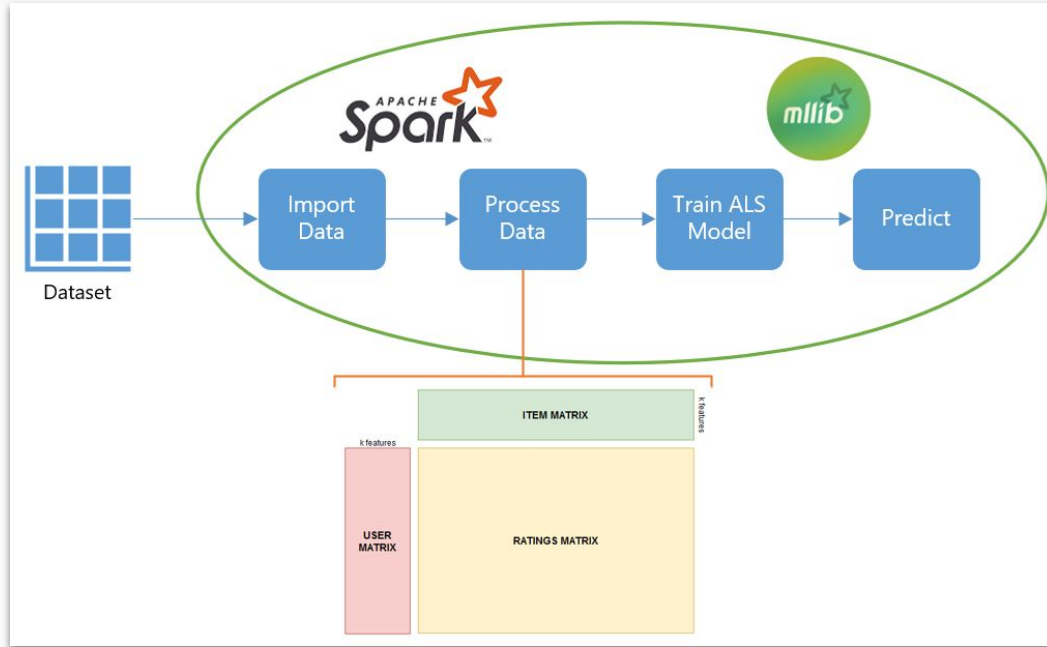 APACHE
Spark™
mllib
Import
Data
Process
Data
Train ALS
Model
Predict
Dataset
ITEM MATRIX
k features
k features
USER
MATRIX
RATINGS MATRIX